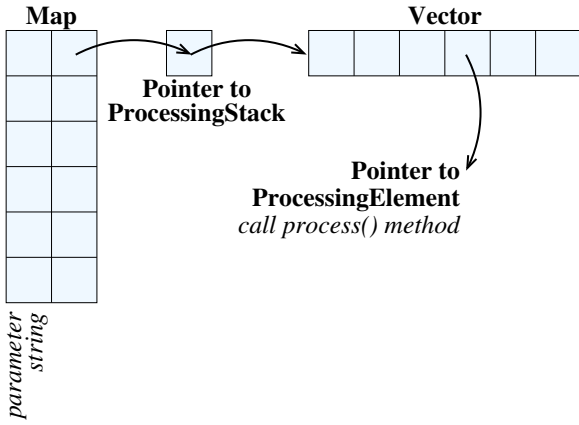 Map
Vector
Pointer to
ProcessingStack
Pointer to
ProcessingElement
call process() method
parameter
string